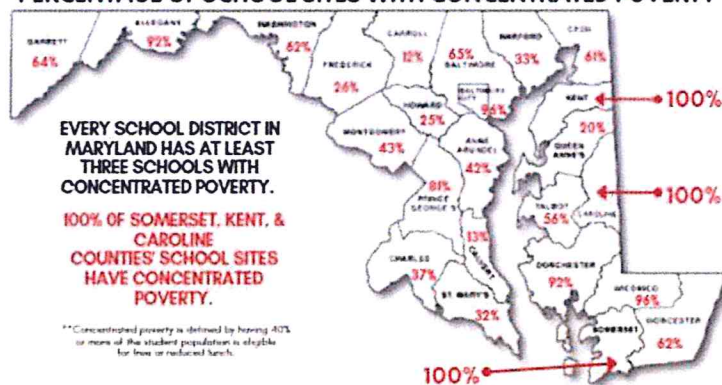 PERCENTAGE OF SCHOOL SITES WITH CONCENTRATED POVERTY
GARRETT
64%
ALLEGANY
92%
WASHINGTON
62%
FREDERICK
26%
CARROLL
12%
65%
BALTIMORE
HARFORD
33%
CECIL
61%
BALTIMORE
CITY
96%
HOWARD
25%
KENT
100%
MONTGOMERY
43%
ANNE
ARUNDEL
42%
20%
QUEEN
ANNE'S
EVERY SCHOOL DISTRICT IN
MARYLAND HAS AT LEAST
THREE SCHOOLS WITH
CONCENTRATED POVERTY.
81%
PRINCE
GEORGE'S
100%
TALBOT
56%
CAROLINE
100% OF SOMERSET, KENT, &
CAROLINE
COUNTIES' SCHOOL SITES
HAVE CONCENTRATED
POVERTY.
13%
CALVERT
CHARLES
37%
ST. MARY'S
32%
DORCHESTER
92%
WICOMICO
96%
SOMERSET
WORCESTER
62%
**Concentrated poverty is defined by having 40%
or more of the student population is eligible
for free or reduced lunch.
100%